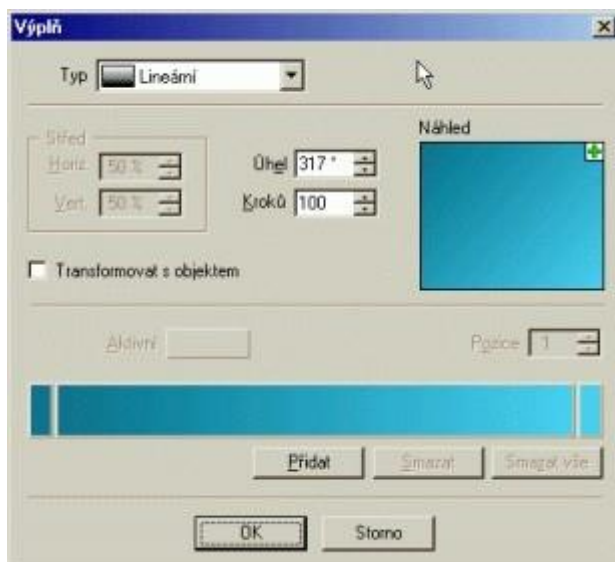 Výplň
Typ Lineární
Střed
Horiz. 50 %
Vert. 50 %
Úhel 317 °
Kroků 100
Náhled
Transformovat s objektem
Aktivní
Pozice 1
Přidat Smazat Smazat vše
OK Storno